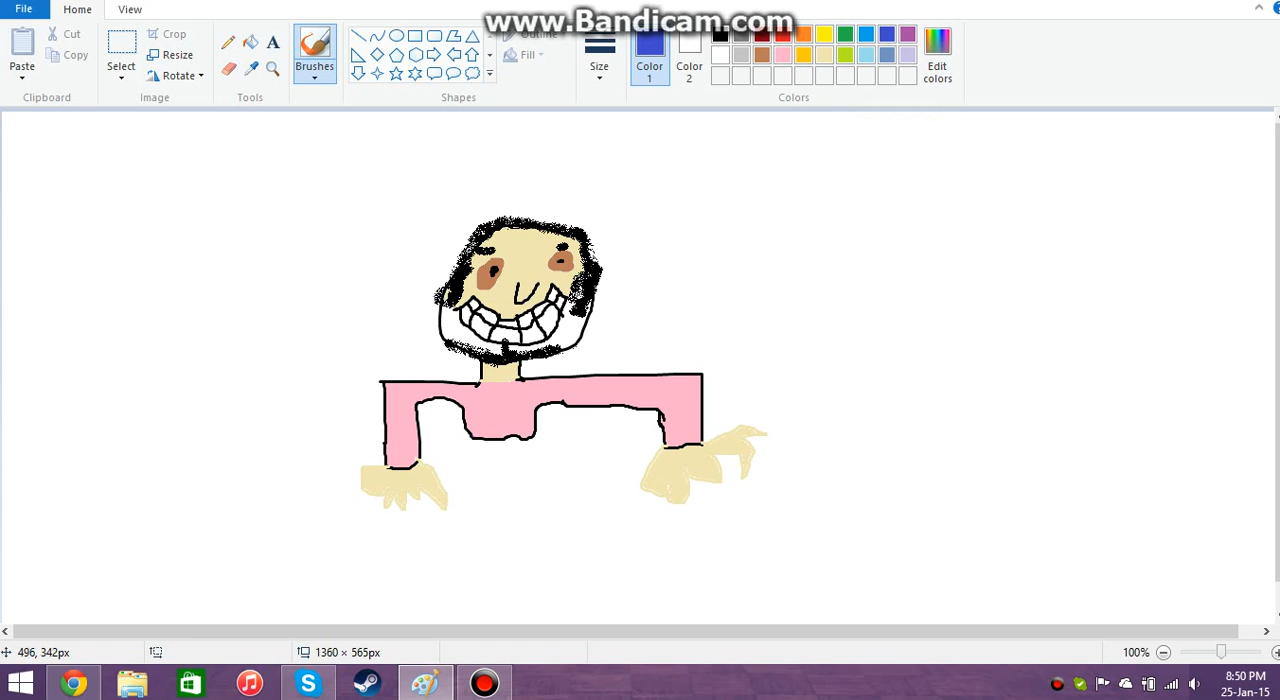 www.Bandicam.com
File Home View
Cut
Copy
Paste
Clipboard
Select
Crop
Resize
Rotate
Image
Tools
Brushes
Outline
Fill
Shapes
Size
Color 1
Color 2
Edit colors
Colors
496, 342px
1360 × 565px
100%
8:50 PM
25-Jan-15